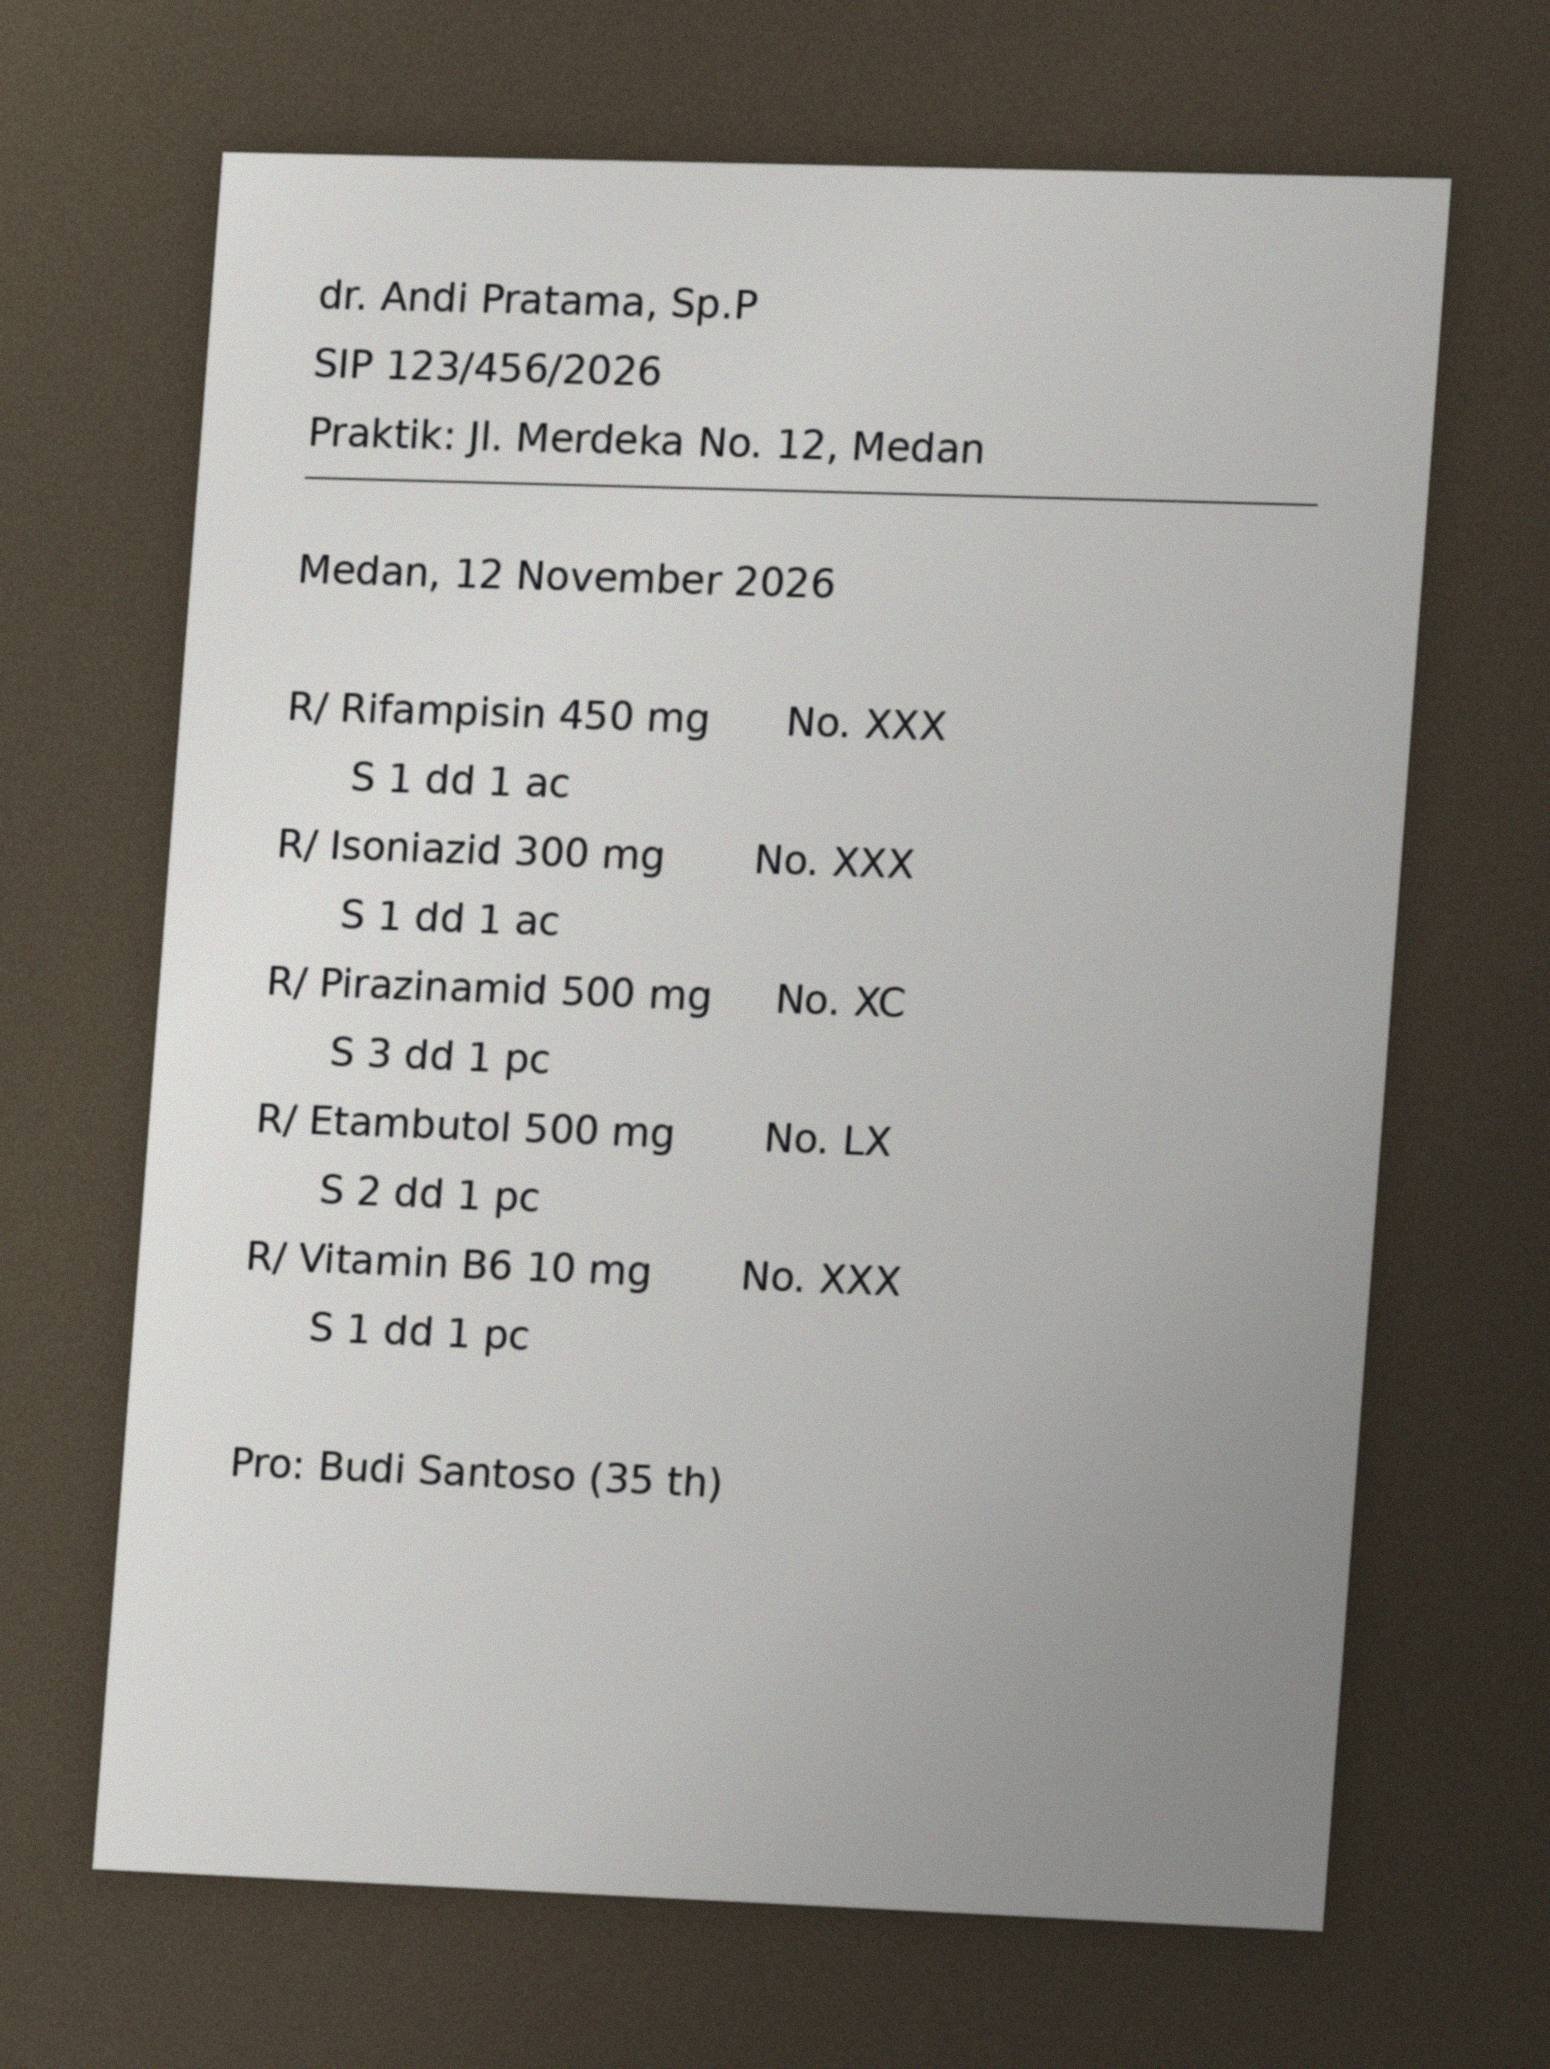 dr. Andi Pratama, Sp.P
SIP 123/456/2026
Praktik: Jl. Merdeka No. 12, Medan
Medan, 12 November 2026
R/ Rifampisin 450 mg No. XXX
S 1 dd 1 ac
R/ Isoniazid 300 mg No. XXX
S 1 dd 1 ac
R/ Pirazinamid 500 mg No. XC
S 3 dd 1 pc
R/ Etambutol 500 mg No. LX
S 2 dd 1 pc
R/ Vitamin B6 10 mg No. XXX
S 1 dd 1 pc
Pro: Budi Santoso (35 th)